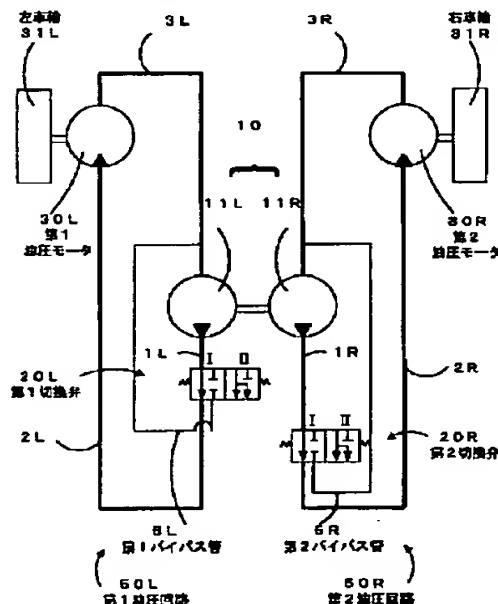 左車輪
31L
3L
3R
右車輪
31R
10
30L
第1
油圧モータ
11L
11R
30R
第2
油圧モータ
1L
I
II
1R
20L
第1切換弁
2L
I
II
2R
20R
第2切換弁
5L
第1バイパス管
5R
第2バイパス管
50L
第1油圧回路
50R
第2油圧回路